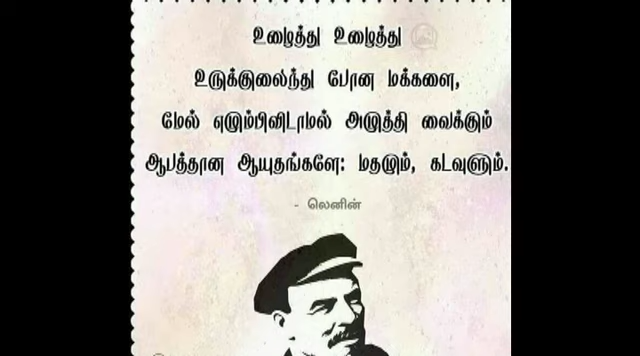 உழைத்து உழைத்து
உருக்குலைந்து போன மக்களை,
மேல் எழும்பிவிடாமல் அழுத்தி வைக்கும்
ஆபத்தான ஆயுதங்களே: மதமும், கடவுளும்.
- லெனின்